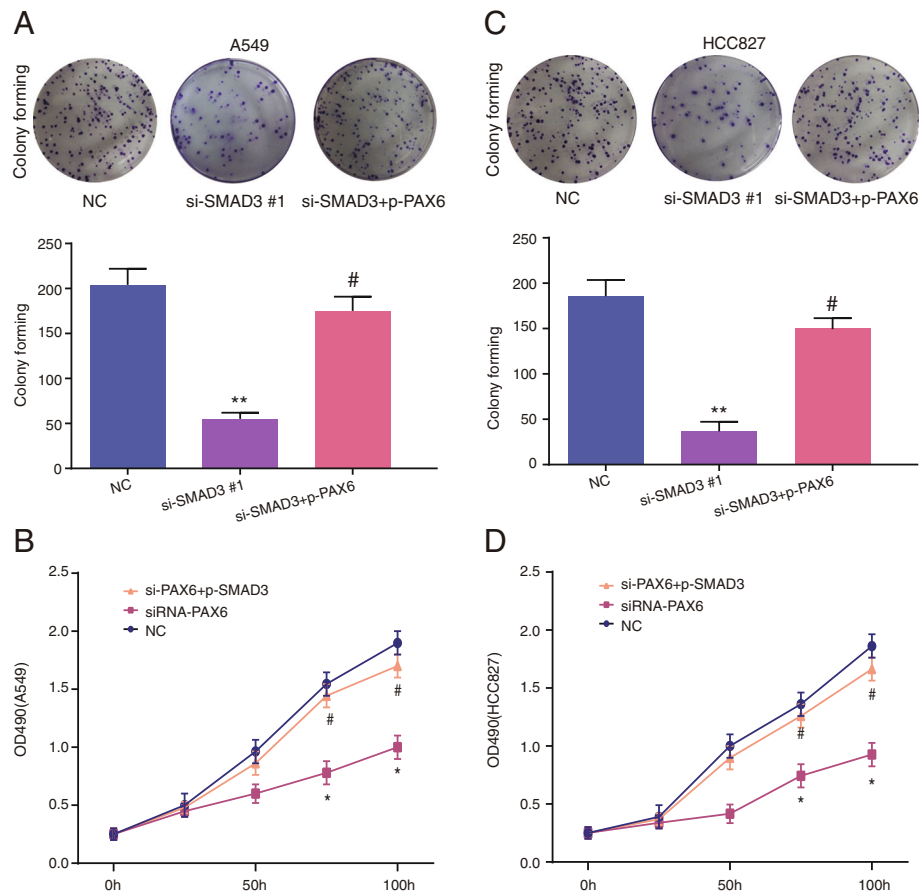 A
A549
Colony forming
NC
si-SMAD3 #1
si-SMAD3+p-PAX6
250
200
150
100
50
0
Colony forming
**
#
NC
si-SMAD3 #1
si-SMAD3+p-PAX6
C
HCC827
Colony forming
NC
si-SMAD3 #1
si-SMAD3+p-PAX6
250
200
150
100
50
0
Colony forming
**
#
NC
si-SMAD3 #1
si-SMAD3+p-PAX6
B
2.5
2.0
1.5
1.0
0.5
0.0
OD490(A549)
si-PAX6+p-SMAD3
siRNA-PAX6
NC
#
#
*
*
0h
50h
100h
D
2.5
2.0
1.5
1.0
0.5
0.0
OD490(HCC827)
si-PAX6+p-SMAD3
siRNA-PAX6
NC
#
#
*
*
0h
50h
100h